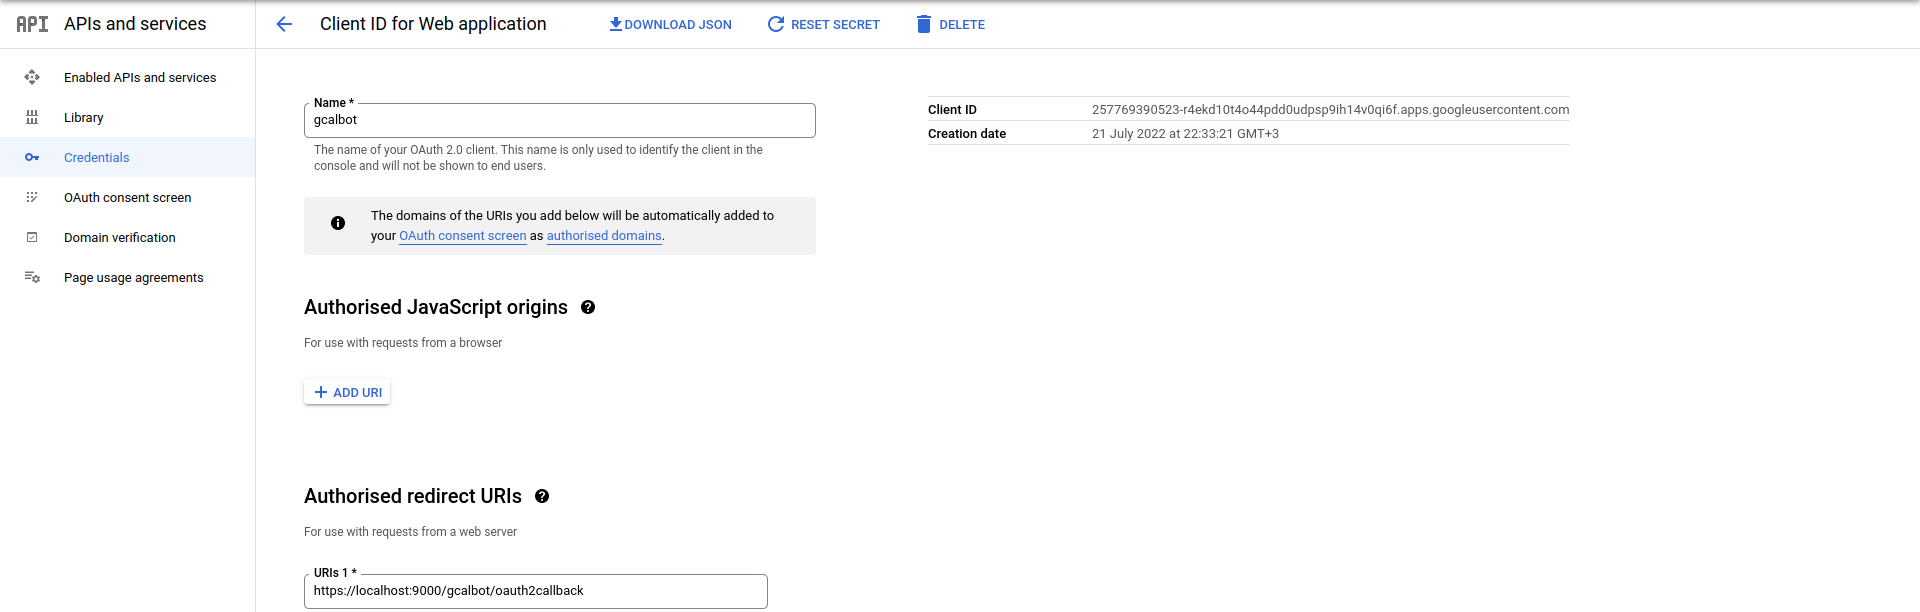 API APIs and services
Client ID for Web application
DOWNLOAD JSON
RESET SECRET
DELETE
Enabled APIs and services
Library
Credentials
OAuth consent screen
Domain verification
Page usage agreements
Name *
gcalbot
The name of your OAuth 2.0 client. This name is only used to identify the client in the
console and will not be shown to end users.
The domains of the URIs you add below will be automatically added to
your OAuth consent screen as authorised domains.
Authorised JavaScript origins
For use with requests from a browser
ADD URI
Authorised redirect URIs
For use with requests from a web server
URIs 1 *
https://localhost:9000/gcalbot/oauth2callback
Client ID 257769390523-r4ekd10t4o44pdd0udpsp9ih14v0qi6f.apps.googleusercontent.com
Creation date 21 July 2022 at 22:33:21 GMT+3